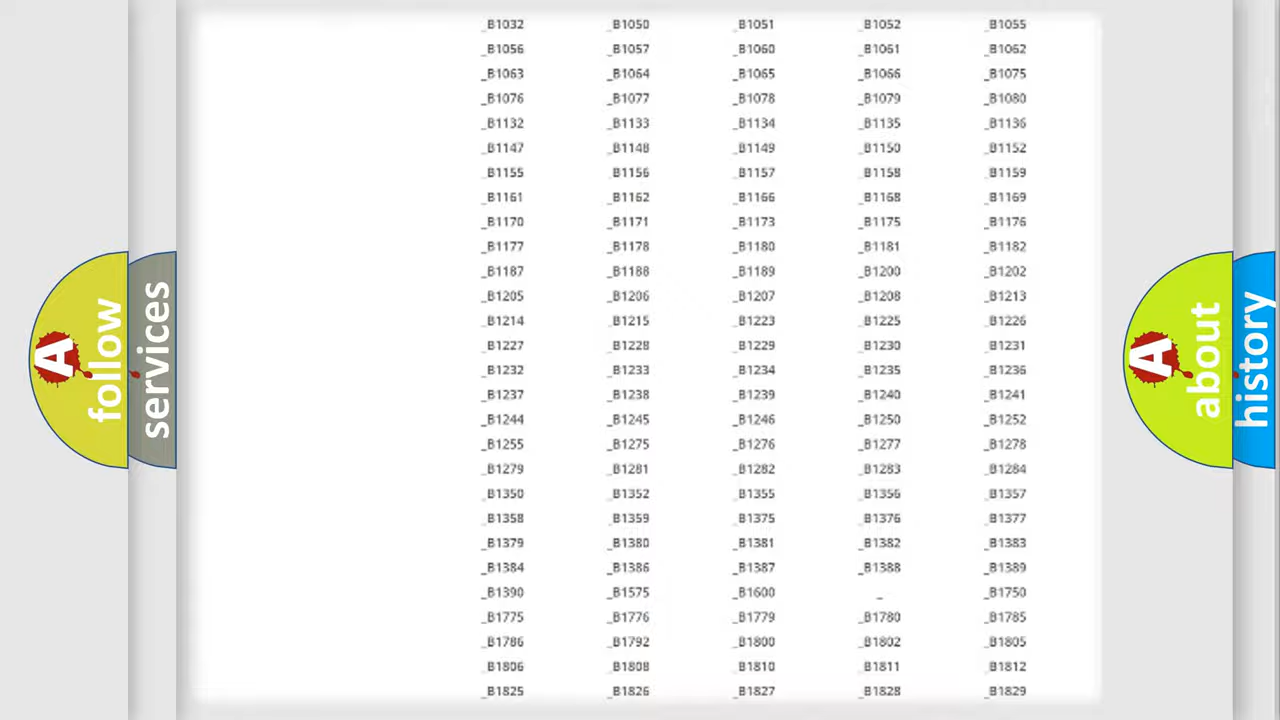 _B1032 _B1050 _B1051 _B1052 _B1055
_B1056 _B1057 _B1060 _B1061 _B1062
_B1063 _B1064 _B1065 _B1066 _B1075
_B1076 _B1077 _B1078 _B1079 _B1080
_B1132 _B1133 _B1134 _B1135 _B1136
_B1147 _B1148 _B1149 _B1150 _B1152
_B1155 _B1156 _B1157 _B1158 _B1159
_B1161 _B1162 _B1166 _B1168 _B1169
_B1170 _B1171 _B1173 _B1175 _B1176
_B1177 _B1178 _B1180 _B1181 _B1182
_B1187 _B1188 _B1189 _B1200 _B1202
_B1205 _B1206 _B1207 _B1208 _B1213
_B1214 _B1215 _B1223 _B1225 _B1226
_B1227 _B1228 _B1229 _B1230 _B1231
_B1232 _B1233 _B1234 _B1235 _B1236
_B1237 _B1238 _B1239 _B1240 _B1241
_B1244 _B1245 _B1246 _B1250 _B1252
_B1255 _B1275 _B1276 _B1277 _B1278
_B1279 _B1281 _B1282 _B1283 _B1284
_B1350 _B1352 _B1355 _B1356 _B1357
_B1358 _B1359 _B1375 _B1376 _B1377
_B1379 _B1380 _B1381 _B1382 _B1383
_B1384 _B1386 _B1387 _B1388 _B1389
_B1390 _B1575 _B1600 _ _B1750
_B1775 _B1776 _B1779 _B1780 _B1785
_B1786 _B1792 _B1800 _B1802 _B1805
_B1806 _B1808 _B1810 _B1811 _B1812
_B1825 _B1826 _B1827 _B1828 _B1829
A
follow
services
A
about
history